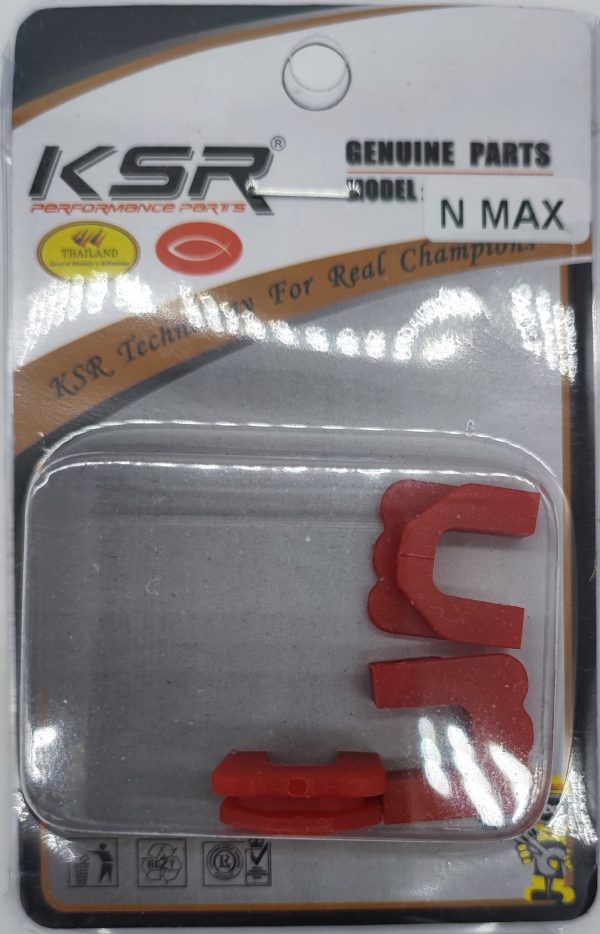 KSR®
PERFORMANCE PARTS
GENUINE PARTS
MODEL:
N MAX
THAILAND
KSR Technology For Real Champions